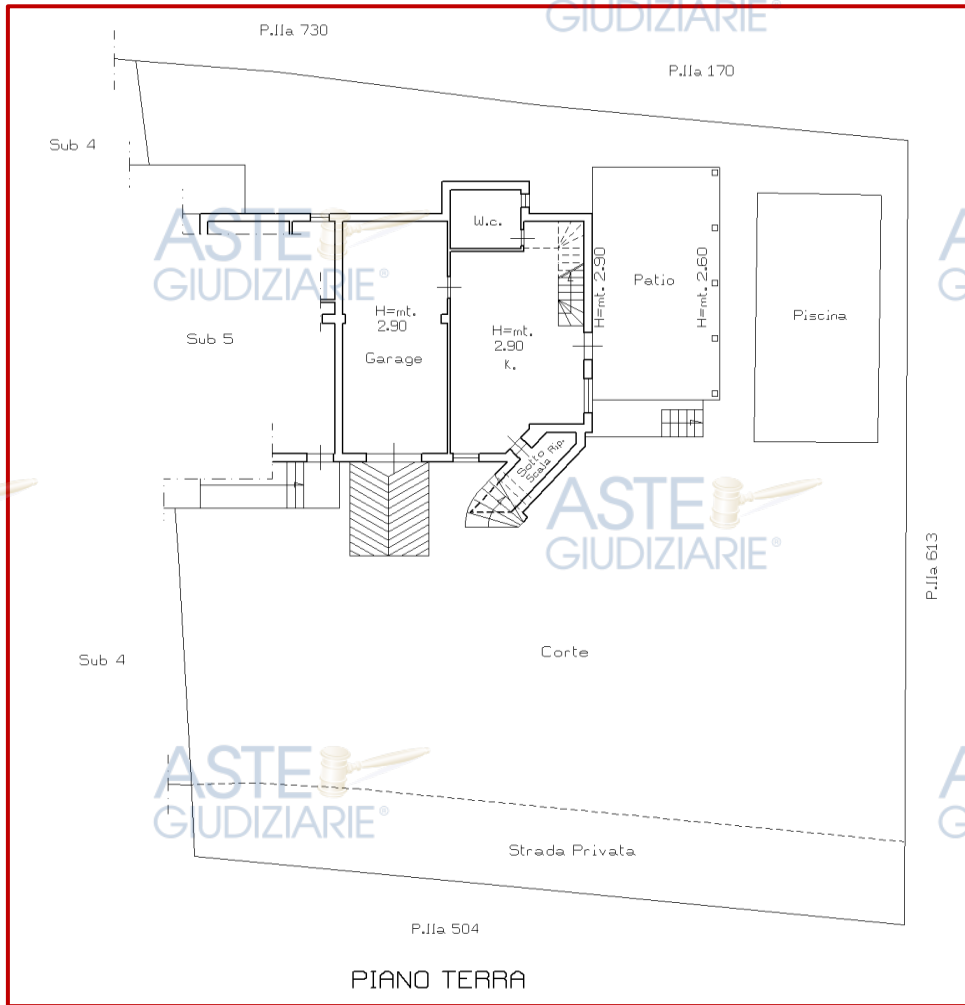 GIUDIZIARIE®
P.lla 730
P.lla 170
Sub 4
W.c.
ASTE
GIUDIZIARIE®
H=mt. 2.90
H=mt. 2.60
Patio
Piscina
H=mt.
2.90
Garage
H=mt.
2.90
K.
Sub 5
Sotto Rip.
Scala
ASTE
GIUDIZIARIE®
P.lla 613
Corte
Sub 4
ASTE
GIUDIZIARIE®
Strada Privata
P.lla 504
PIANO TERRA